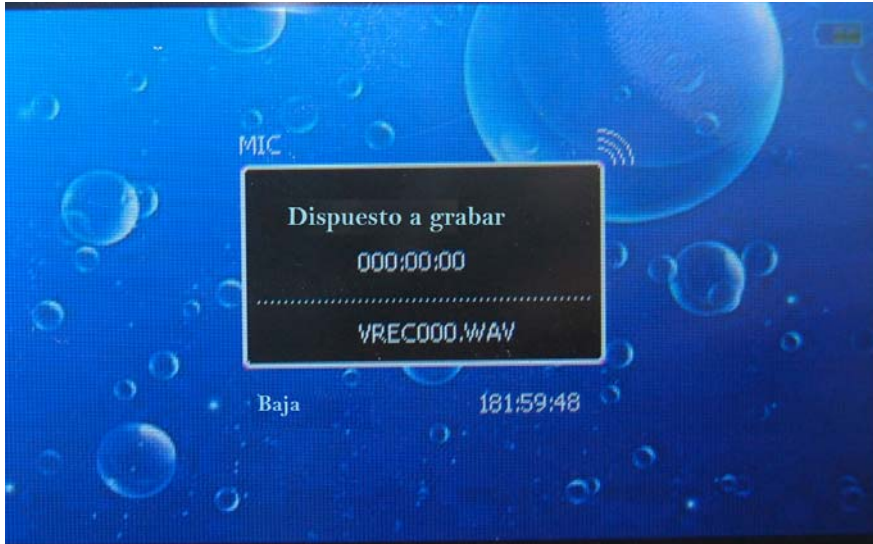 MIC
Dispuesto a grabar
000:00:00
VREC000.WAV
Baja 181:59:48